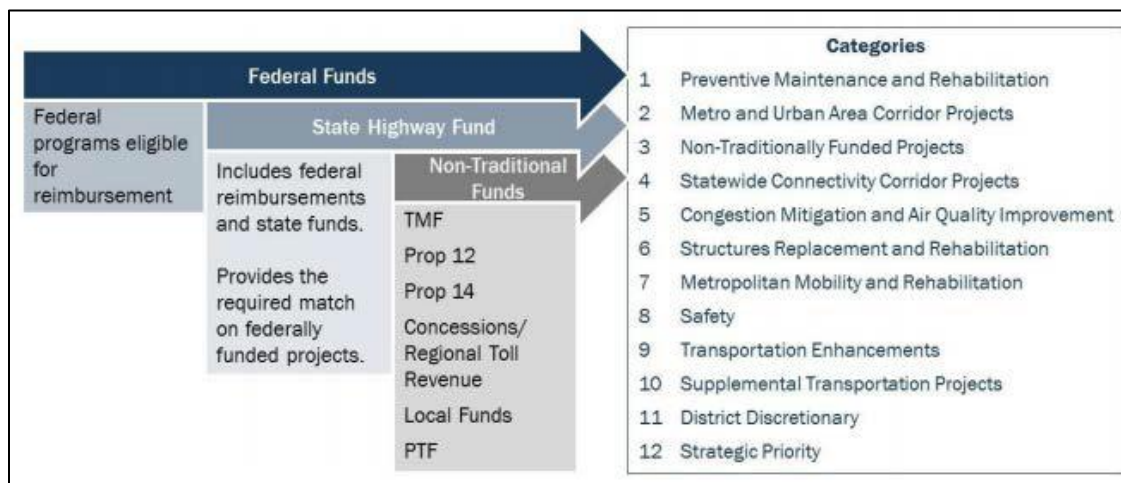 Federal Funds
Federal
programs eligible
for
reimbursement
State Highway Fund
Includes federal
reimbursements
and state funds.
Provides the
required match
on federally
funded projects.
Non-Traditional
Funds
TMF
Prop 12
Prop 14
Concessions/
Regional Toll
Revenue
Local Funds
PTF
Categories
1 Preventive Maintenance and Rehabilitation
2 Metro and Urban Area Corridor Projects
3 Non-Traditionally Funded Projects
4 Statewide Connectivity Corridor Projects
5 Congestion Mitigation and Air Quality Improvement
6 Structures Replacement and Rehabilitation
7 Metropolitan Mobility and Rehabilitation
8 Safety
9 Transportation Enhancements
10 Supplemental Transportation Projects
11 District Discretionary
12 Strategic Priority